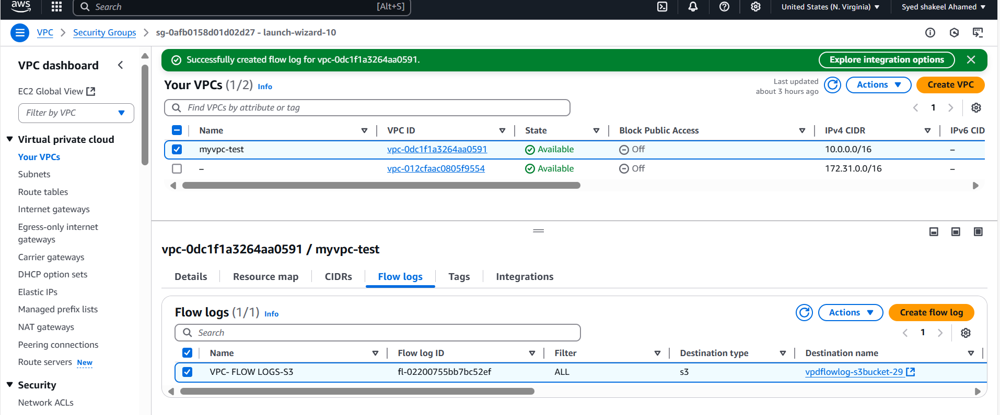 aws
Search
[Alt+S]
United States (N. Virginia)
Syed shakeel Ahamed
VPC
Security Groups
sg-0afb0158d01d02d27 - launch-wizard-10
VPC dashboard
EC2 Global View
Filter by VPC
Virtual private cloud
Your VPCs
Subnets
Route tables
Internet gateways
Egress-only internet
gateways
Carrier gateways
DHCP option sets
Elastic IPs
Managed prefix lists
NAT gateways
Peering connections
Route servers New
Security
Network ACLs
Successfully created flow log for vpc-0dc1f1a3264aa0591.
Explore integration options
Your VPCs (1/2) Info
Last updated
about 3 hours ago
Actions
Create VPC
Find VPCs by attribute or tag
1
Name VPC ID State Block Public Access IPv4 CIDR IPv6 CID
myvpc-test vpc-0dc1f1a3264aa0591 Available Off 10.0.0.0/16 –
– vpc-012cfaac0805f9554 Available Off 172.31.0.0/16 –
vpc-0dc1f1a3264aa0591 / myvpc-test
Details Resource map CIDRs Flow logs Tags Integrations
Flow logs (1/1) Info
Actions
Create flow log
Search
1
Name Flow log ID Filter Destination type Destination name
VPC- FLOW LOGS-S3 fl-02200755bb7bc52ef ALL s3 vpdflowlog-s3bucket-29